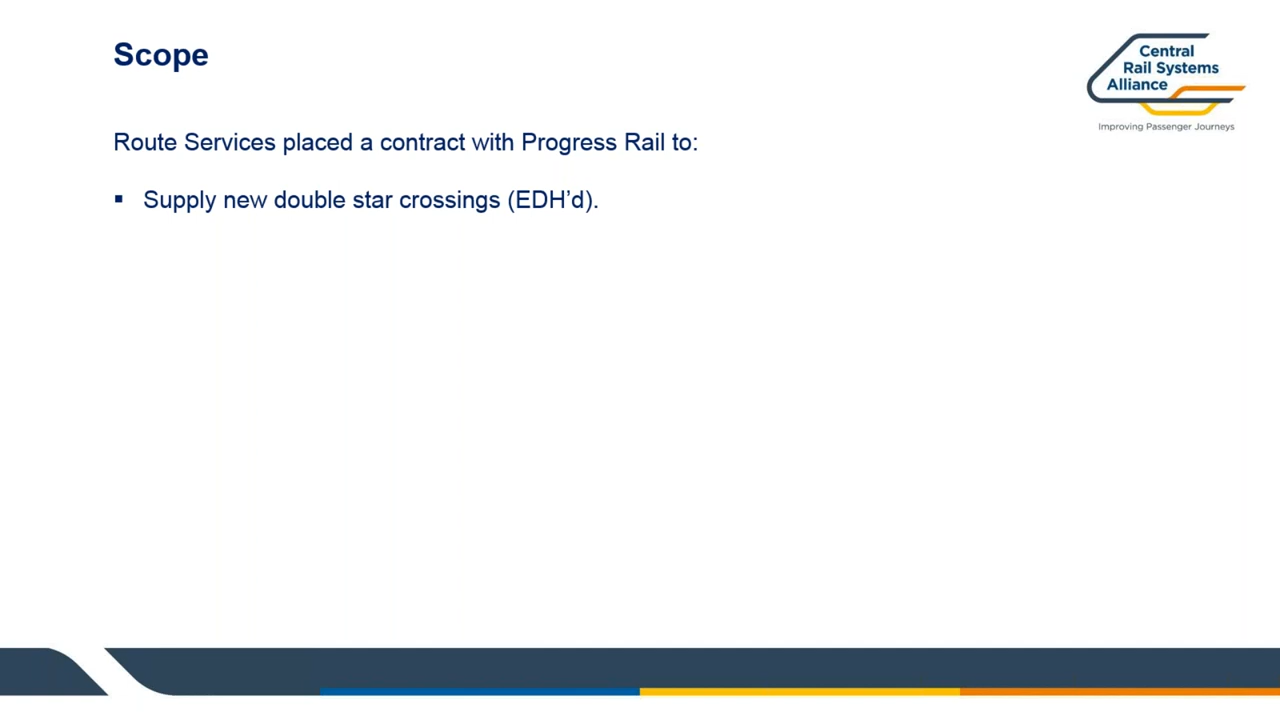 Scope
Central
Rail Systems
Alliance
Improving Passenger Journeys
Route Services placed a contract with Progress Rail to:
▪ Supply new double star crossings (EDH’d).